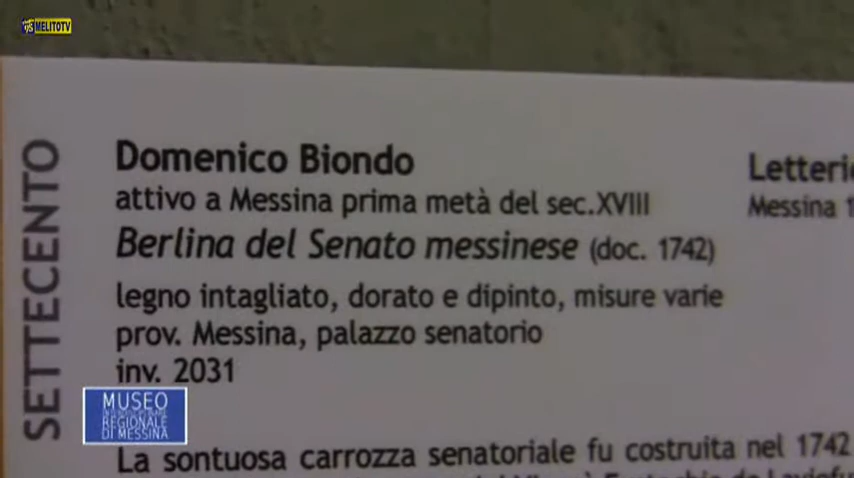 MELITOTV
SETTECENTO
Domenico Biondo
attivo a Messina prima metà del sec.XVIII
Berlina del Senato messinese (doc. 1742)
legno intagliato, dorato e dipinto, misure varie
prov. Messina, palazzo senatorio
inv. 2031
La sontuosa carrozza senatoriale fu costruita nel 1742
Messina
MUSEO
INTERDISCIPLINARE
REGIONALE
DI MESSINA